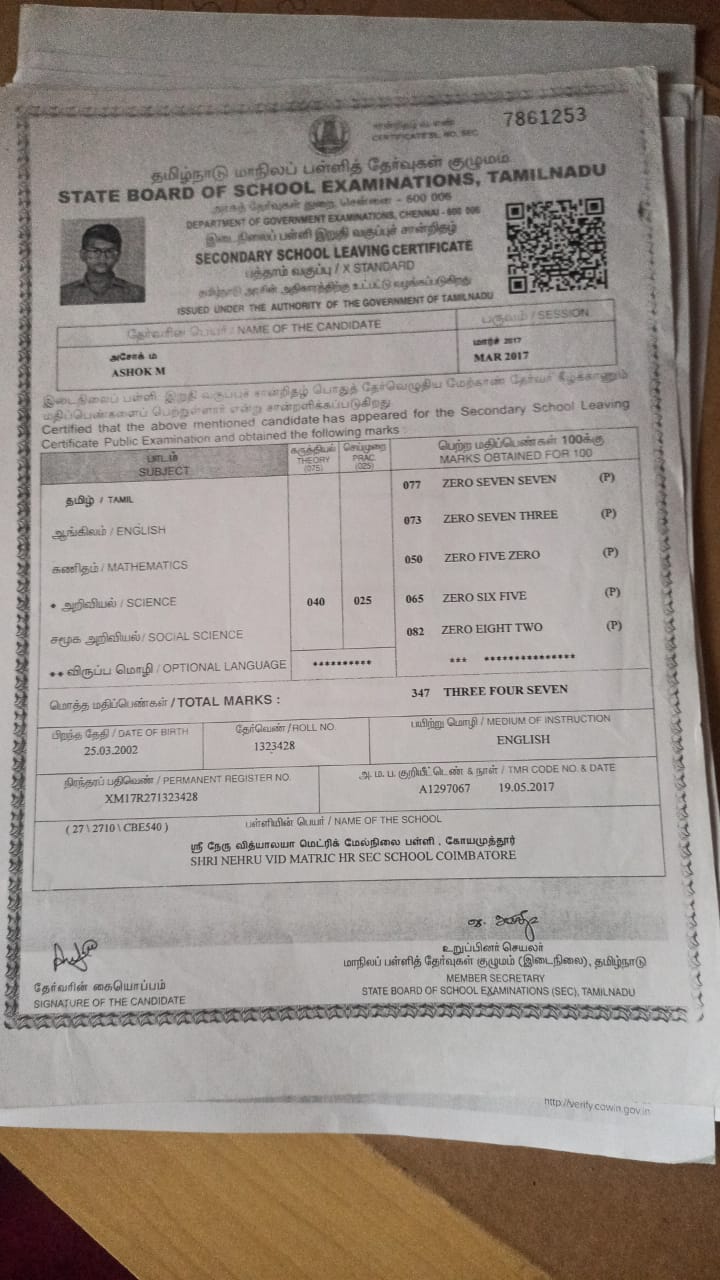 சான்றிதழ் வ. எண்
CERTIFICATE SL. NO. SEC 7861253
தமிழ்நாடு மாநிலப் பள்ளித் தேர்வுகள் குழுமம்
STATE BOARD OF SCHOOL EXAMINATIONS, TAMILNADU
அரசுத் தேர்வுகள் துறை, சென்னை - 600 006
DEPARTMENT OF GOVERNMENT EXAMINATIONS, CHENNAI - 600 006
இடைநிலைப் பள்ளி இறுதி வகுப்புச் சான்றிதழ்
SECONDARY SCHOOL LEAVING CERTIFICATE
பத்தாம் வகுப்பு / X STANDARD
தமிழ்நாடு அரசின் அதிகாரத்திற்கு உட்பட்டு வழங்கப்படுகிறது
ISSUED UNDER THE AUTHORITY OF THE GOVERNMENT OF TAMILNADU
தேர்வரின் பெயர் / NAME OF THE CANDIDATE பருவம் / SESSION
அசோக் ம மார்ச் 2017
ASHOK M MAR 2017
இடைநிலைப் பள்ளி இறுதி வகுப்புச் சான்றிதழ் பொதுத் தேர்வெழுதிய மேற்காண் தேர்வர் கீழ்க்காணும்
மதிப்பெண்களைப் பெற்றுள்ளார் என்று சான்றளிக்கப்படுகிறது
Certified that the above mentioned candidate has appeared for the Secondary School Leaving
Certificate Public Examination and obtained the following marks :
பாடம் கருத்தியல் செய்முறை பெற்ற மதிப்பெண்கள் 100க்கு
SUBJECT THEORY (075) PRAC. (025) MARKS OBTAINED FOR 100
தமிழ் / TAMIL 077 ZERO SEVEN SEVEN (P)
ஆங்கிலம் / ENGLISH 073 ZERO SEVEN THREE (P)
கணிதம் / MATHEMATICS 050 ZERO FIVE ZERO (P)
* அறிவியல் / SCIENCE 040 025 065 ZERO SIX FIVE (P)
சமூக அறிவியல் / SOCIAL SCIENCE 082 ZERO EIGHT TWO (P)
** விருப்ப மொழி / OPTIONAL LANGUAGE ********** *** ***************
மொத்த மதிப்பெண்கள் / TOTAL MARKS : 347 THREE FOUR SEVEN
பிறந்த தேதி / DATE OF BIRTH தேர்வெண் / ROLL NO. பயிற்று மொழி / MEDIUM OF INSTRUCTION
25.03.2002 1323428 ENGLISH
நிரந்தரப் பதிவெண் / PERMANENT REGISTER NO. அ. ம. ப. குறியீட்டெண் & நாள் / TMR CODE NO. & DATE
XM17R271323428 A1297067 19.05.2017
( 27 \ 2710 \ CBE540 ) பள்ளியின் பெயர் / NAME OF THE SCHOOL
ஸ்ரீ நேரு வித்யாலயா மெட்ரிக் மேல்நிலை பள்ளி , கோயமுத்தூர்
SHRI NEHRU VID MATRIC HR SEC SCHOOL COIMBATORE
உறுப்பினர் செயலர்
தேர்வரின் கையொப்பம் மாநிலப் பள்ளித் தேர்வுகள் குழுமம் (இடைநிலை), தமிழ்நாடு
SIGNATURE OF THE CANDIDATE MEMBER SECRETARY
STATE BOARD OF SCHOOL EXAMINATIONS (SEC), TAMILNADU
http://verify.cowin.gov.in